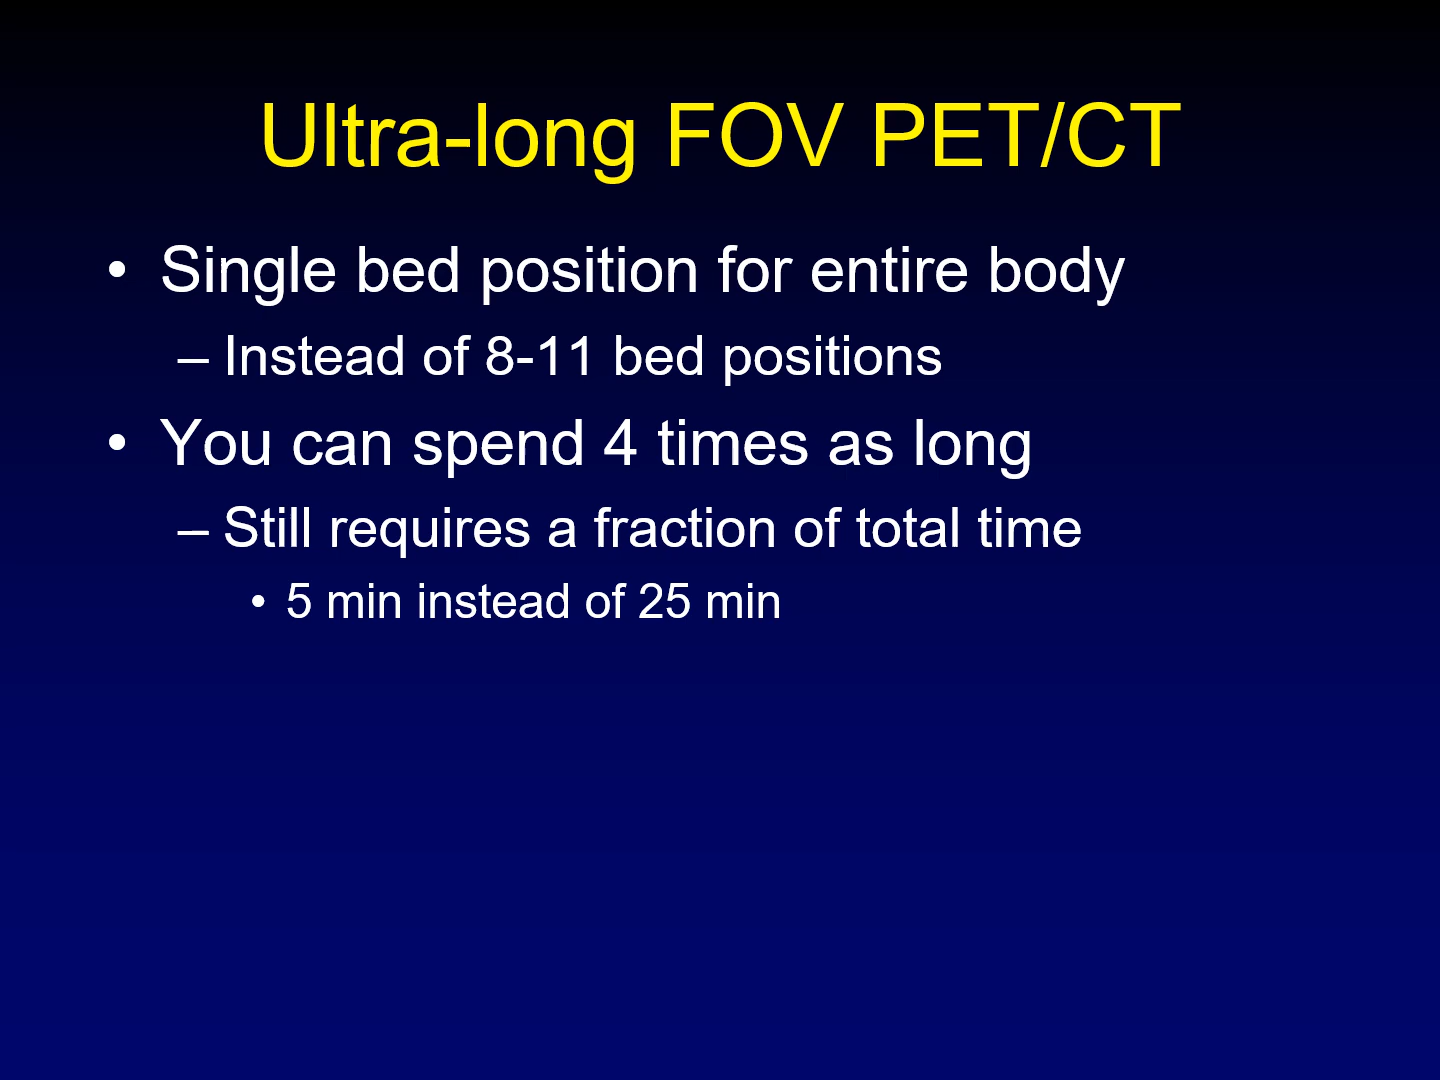 Ultra-long FOV PET/CT
• Single bed position for entire body
– Instead of 8-11 bed positions
• You can spend 4 times as long
– Still requires a fraction of total time
• 5 min instead of 25 min